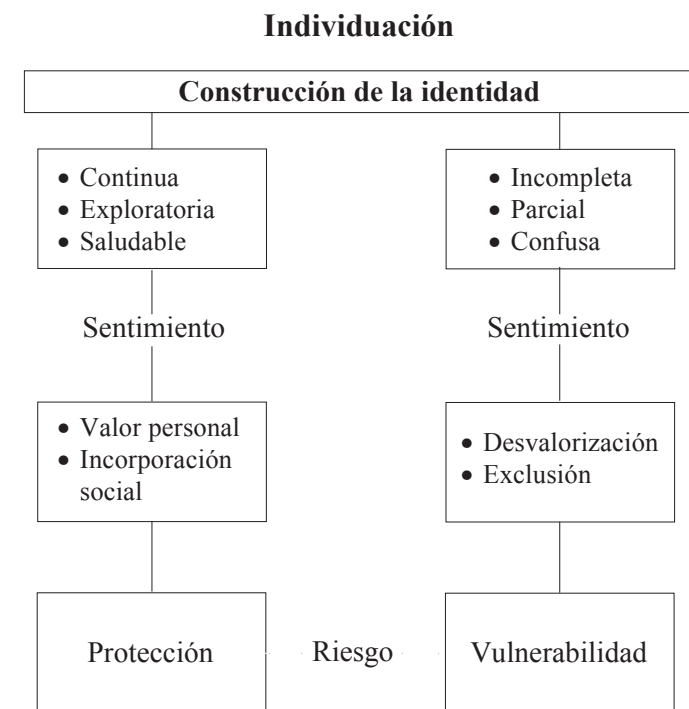 Individuación
Construcción de la identidad
• Continua
• Exploratoria
• Saludable
• Incompleta
• Parcial
• Confusa
Sentimiento
Sentimiento
• Valor personal
• Incorporación
social
• Desvalorización
• Exclusión
Protección
Riesgo
Vulnerabilidad